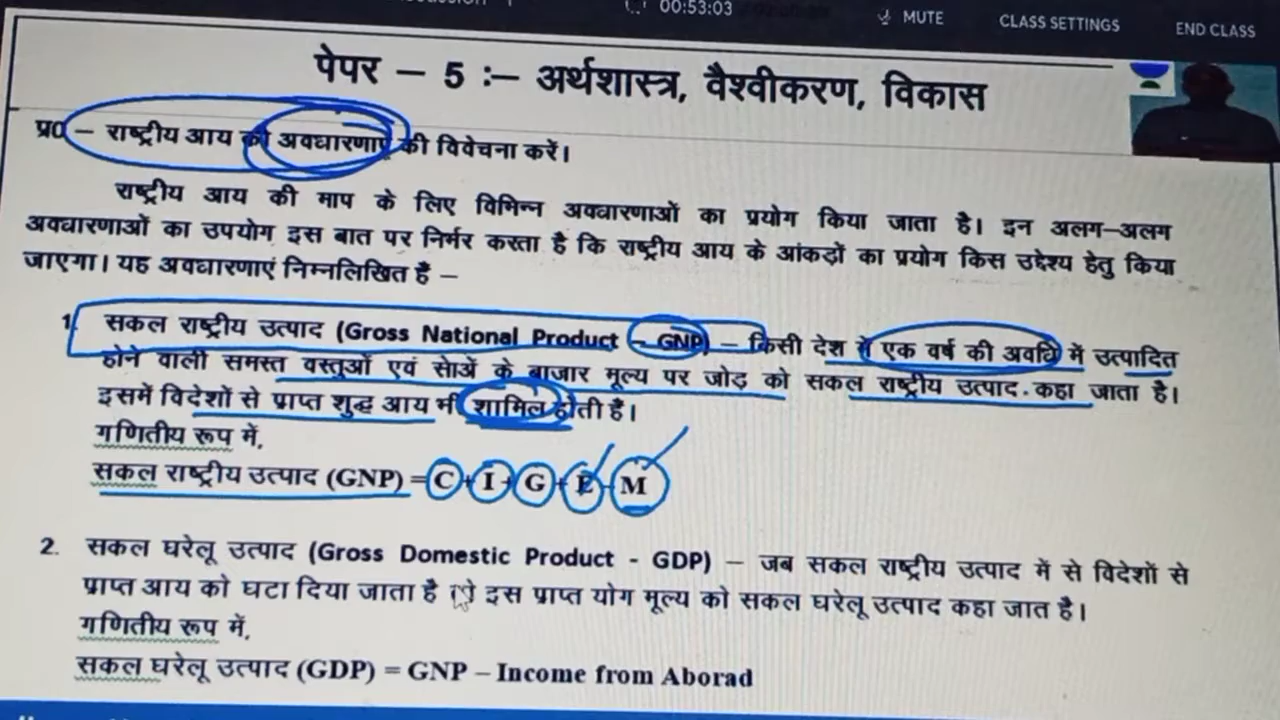 00:53:03
MUTE
CLASS SETTINGS
END CLASS
पेपर – 5 :– अर्थशास्त्र, वैश्वीकरण, विकास
प्र0 – राष्ट्रीय आय की अवधारणाएं की विवेचना करें।
राष्ट्रीय आय की माप के लिए विभिन्न अवधारणाओं का प्रयोग किया जाता है। इन अलग–अलग
अवधारणाओं का उपयोग इस बात पर निर्भर करता है कि राष्ट्रीय आय के आंकड़ों का प्रयोग किस उद्देश्य हेतु किया
जाएगा। यह अवधारणाएं निम्नलिखित हैं –
1. सकल राष्ट्रीय उत्पाद (Gross National Product - GNP) – किसी देश में एक वर्ष की अवधि में उत्पादित
होने वाली समस्त वस्तुओं एवं सेाओं के बाजार मूल्य पर जोड़ को सकल राष्ट्रीय उत्पाद कहा जाता है।
इसमें विदेशों से प्राप्त शुद्ध आय भी शामिल होती है।
गणितीय रूप में,
सकल राष्ट्रीय उत्पाद (GNP) = C + I + G + E - M
2. सकल घरेलू उत्पाद (Gross Domestic Product - GDP) – जब सकल राष्ट्रीय उत्पाद में से विदेशों से
प्राप्त आय को घटा दिया जाता है तो इस प्राप्त योग मूल्य को सकल घरेलू उत्पाद कहा जात है।
गणितीय रूप में,
सकल घरेलू उत्पाद (GDP) = GNP – Income from Aborad